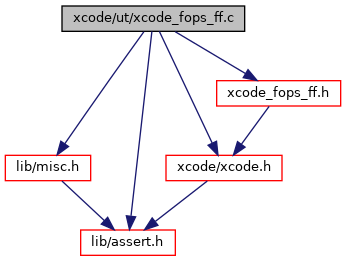 xcode/ut/xcode_fops_ff.c
xcode_fops_ff.h
lib/misc.h
xcode/xcode.h
lib/assert.h